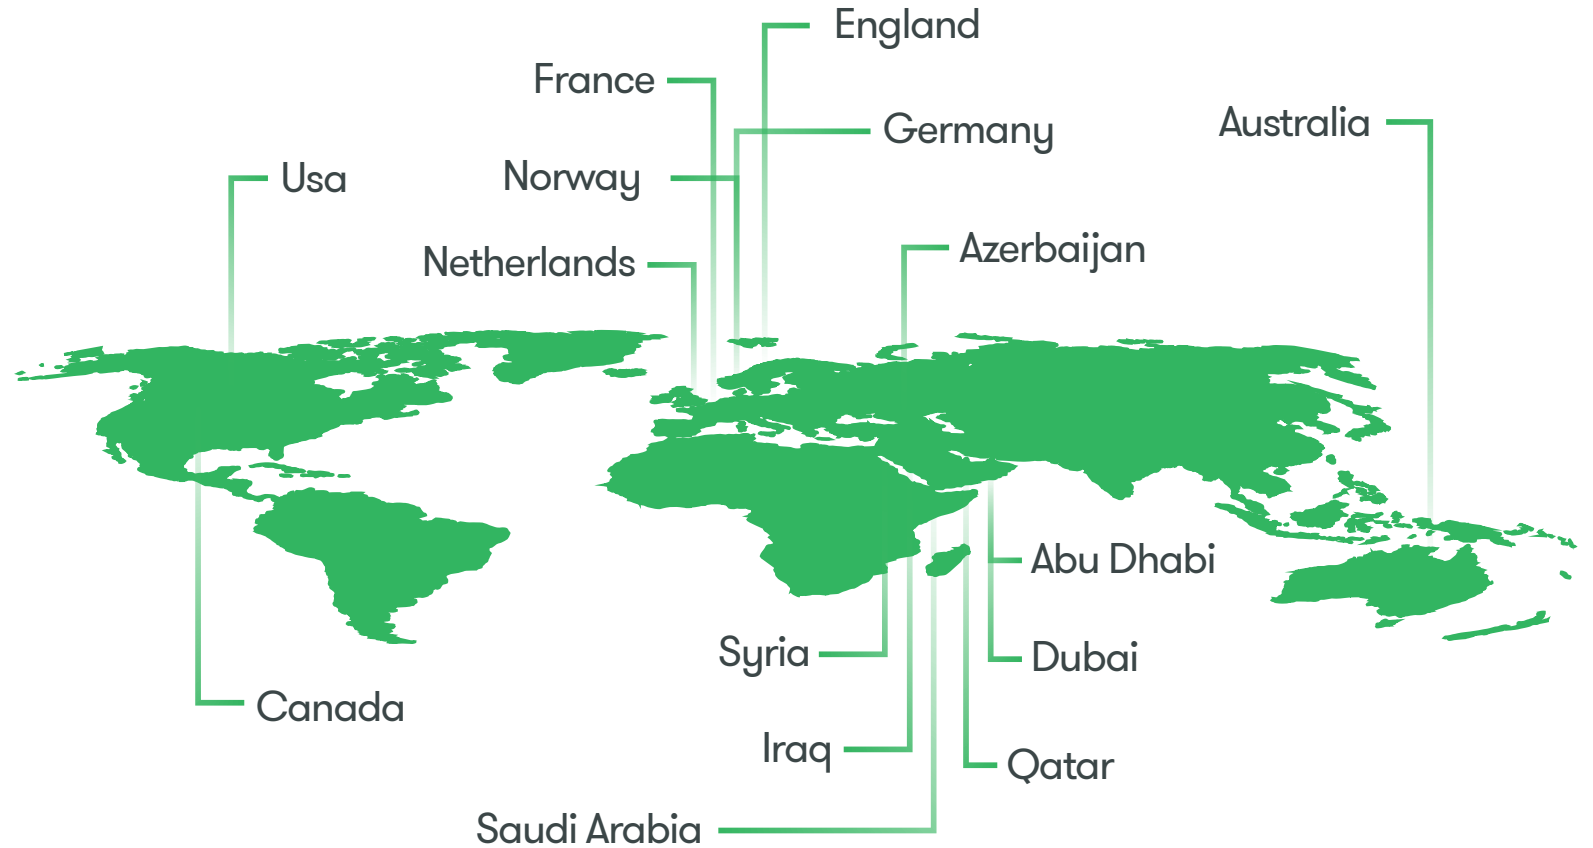 England
France
Germany
Australia
Usa
Norway
Netherlands
Azerbaijan
Abu Dhabi
Syria
Dubai
Canada
Iraq
Qatar
Saudi Arabia